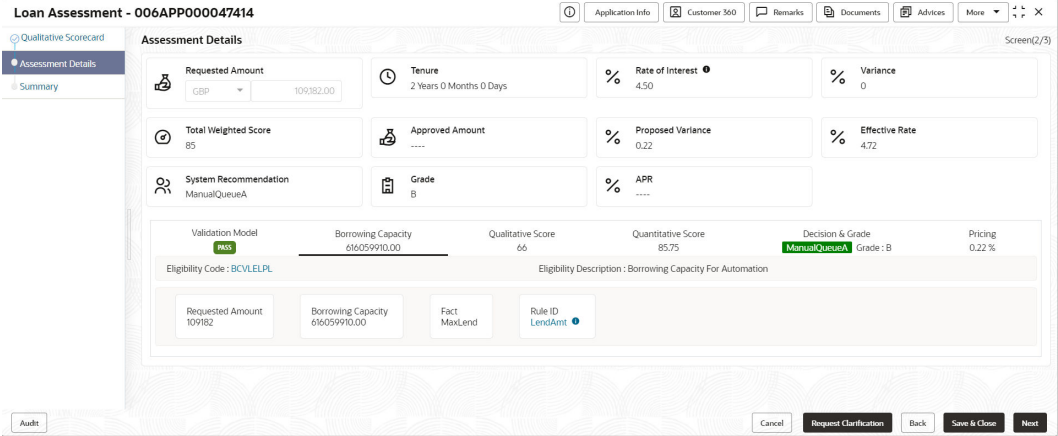 Loan Assessment - 006APP000047414
Application Info
Customer 360
Remarks
Documents
Advices
More
Qualitative Scorecard
Assessment Details
Summary
Assessment Details
Screen(2/3)
Requested Amount
GBP
109,182.00
Tenure
2 Years 0 Months 0 Days
Rate of Interest
4.50
Variance
0
Total Weighted Score
85
Approved Amount
----
Proposed Variance
0.22
Effective Rate
4.72
System Recommendation
ManualQueueA
Grade
B
APR
----
Validation Model
PASS
Borrowing Capacity
616059910.00
Qualitative Score
66
Quantitative Score
85.75
Decision & Grade
ManualQueueA Grade : B
Pricing
0.22 %
Eligibility Code : BCVLELPL
Eligibility Description : Borrowing Capacity For Automation
Requested Amount
109182
Borrowing Capacity
616059910.00
Fact
MaxLend
Rule ID
LendAmt
Audit
Cancel
Request Clarification
Back
Save & Close
Next